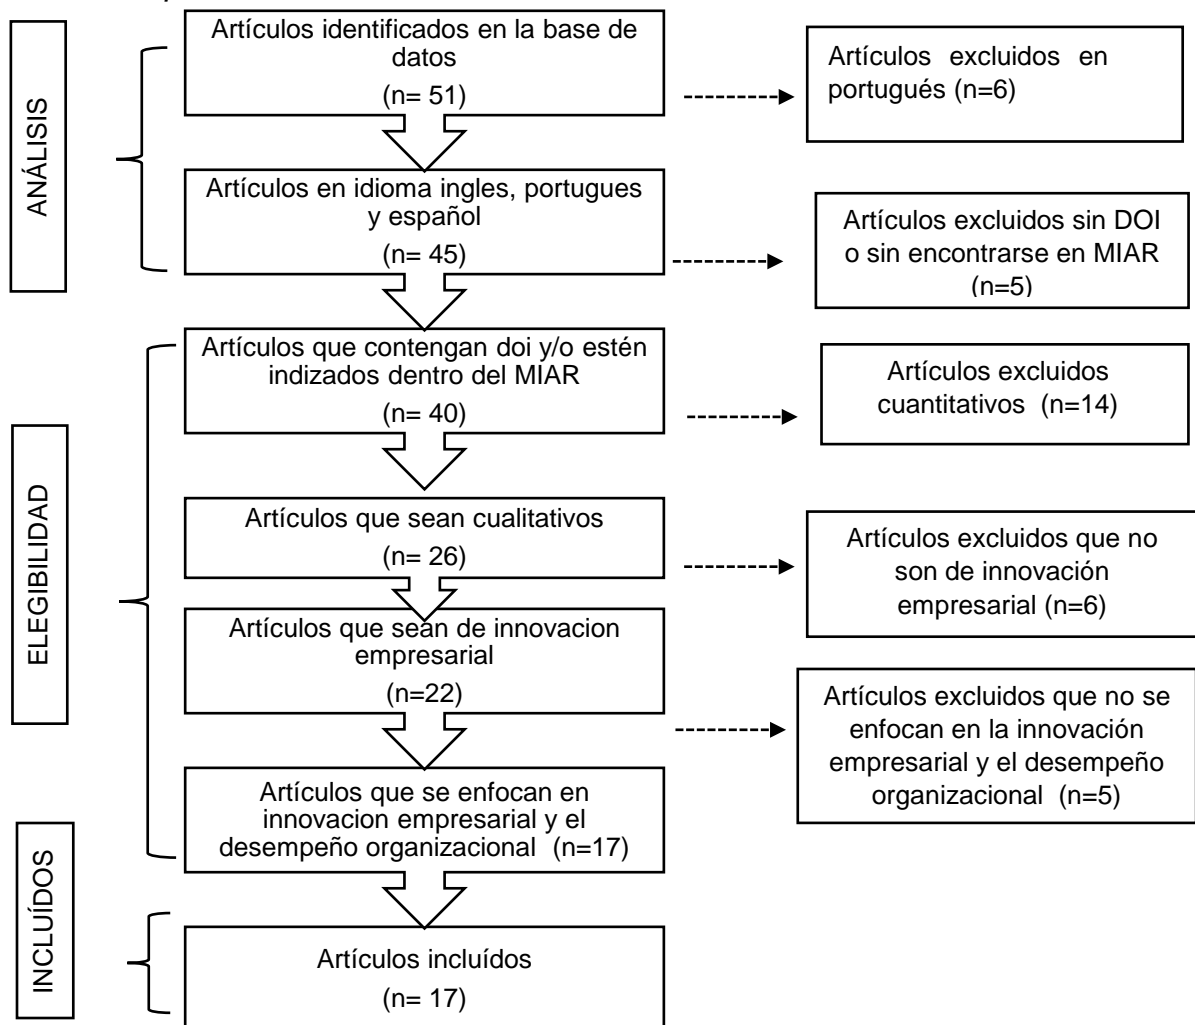 ANÁLISIS
Artículos identificados en la base de
datos
(n= 51)
Artículos excluidos en
portugués (n=6)
Artículos en idioma ingles, portugues
y español
(n= 45)
Artículos excluidos sin DOI
o sin encontrarse en MIAR
(n=5)
ELEGIBILIDAD
Artículos que contengan doi y/o estén
indizados dentro del MIAR
(n= 40)
Artículos excluidos
cuantitativos (n=14)
Artículos que sean cualitativos
(n= 26)
Artículos excluidos que no
son de innovación
empresarial (n=6)
Artículos que sean de innovacion
empresarial
(n=22)
Artículos excluidos que no se
enfocan en la innovación
empresarial y el desempeño
organizacional (n=5)
Artículos que se enfocan en
innovacion empresarial y el
desempeño organizacional (n=17)
INCLUÍDOS
Artículos incluídos
(n= 17)